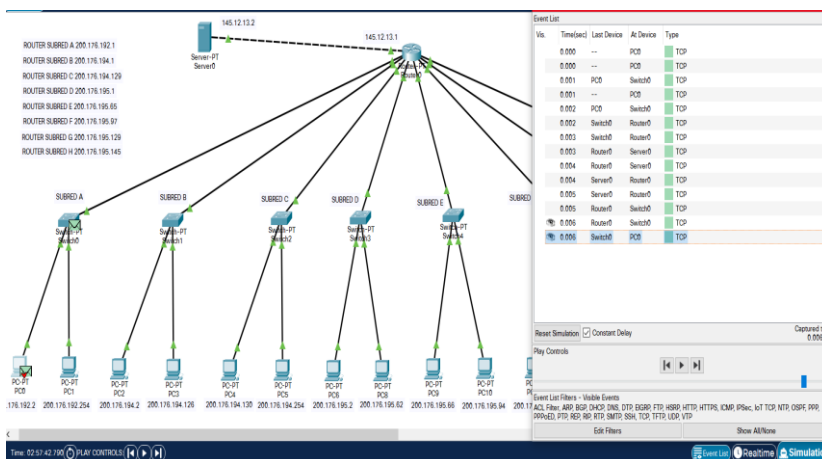 145.12.13.2
145.12.13.1
Server-PT
Server0
Router0
ROUTER SUBRED A 200.176.192.1
ROUTER SUBRED B 200.176.194.1
ROUTER SUBRED C 200.176.194.129
ROUTER SUBRED D 200.176.195.1
ROUTER SUBRED E 200.176.195.65
ROUTER SUBRED F 200.176.195.97
ROUTER SUBRED G 200.176.195.129
ROUTER SUBRED H 200.176.195.145
SUBRED A
SUBRED B
SUBRED C
SUBRED D
SUBRED E
SUBRED
Switch-PT
Switch0
Switch-PT
Switch1
Switch-PT
Switch2
Switch-PT
Switch3
Switch-PT
Switch4
PC-PT
PC0
PC-PT
PC1
PC-PT
PC2
PC-PT
PC3
PC-PT
PC4
PC-PT
PC5
PC-PT
PC6
PC-PT
PC8
PC-PT
PC9
PC-PT
PC10
.176.192.2 200.176.192.254 200.176.194.2 200.176.194.126 200.176.194.130 200.176.194.254 200.176.195.2 200.176.195.62 200.176.195.66 200.176.195.94
Event List
Vis. Time(sec) Last Device At Device Type
0.000 -- PC0 TCP
0.000 -- PC0 TCP
0.001 PC0 Switch0 TCP
0.001 -- PC0 TCP
0.002 PC0 Switch0 TCP
0.002 Switch0 Router0 TCP
0.003 Switch0 Router0 TCP
0.003 Router0 Server0 TCP
0.004 Router0 Server0 TCP
0.004 Server0 Router0 TCP
0.005 Server0 Router0 TCP
0.005 Router0 Switch0 TCP
0.006 Router0 Switch0 TCP
0.006 Switch0 PC0 TCP
Reset Simulation Constant Delay
Captured
0.006
Play Controls
Event List Filters - Visible Events
ACL Filter, ARP, BGP, DHCP, DNS, DTP, EIGRP, FTP, HSRP, HTTP, HTTPS, ICMP, IPSec, IoT TCP, NTP, OSPF, PPP,
PPPoED, PTP, REP, RIP, RTP, SMTP, SSH, TCP, TFTP, UDP, VTP
Edit Filters Show All/None
Time: 02:57:42.790 PLAY CONTROLS:
Event List Realtime Simulatio